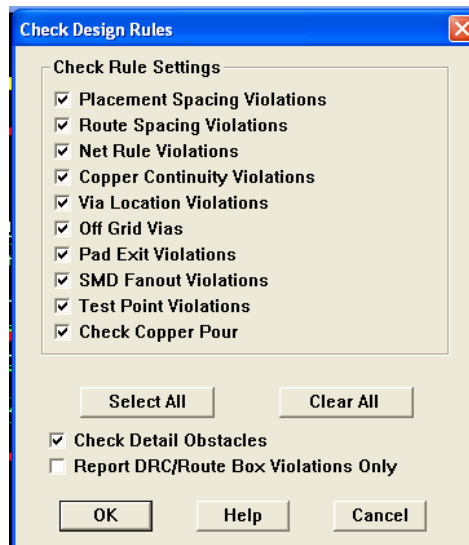 Check Design Rules
Check Rule Settings
Placement Spacing Violations
Route Spacing Violations
Net Rule Violations
Copper Continuity Violations
Via Location Violations
Off Grid Vias
Pad Exit Violations
SMD Fanout Violations
Test Point Violations
Check Copper Pour
Select All Clear All
Check Detail Obstacles
Report DRC/Route Box Violations Only
OK Help Cancel